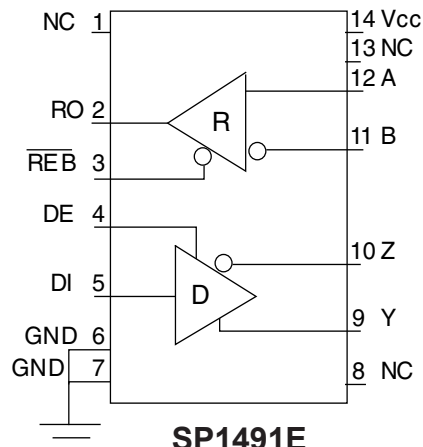 NC 1
14 Vcc
13 NC
12 A
RO 2
R
11 B
REB
3
DE 4
10 Z
DI 5
D
9 Y
GND 6
GND 7
8 NC
SP1491E